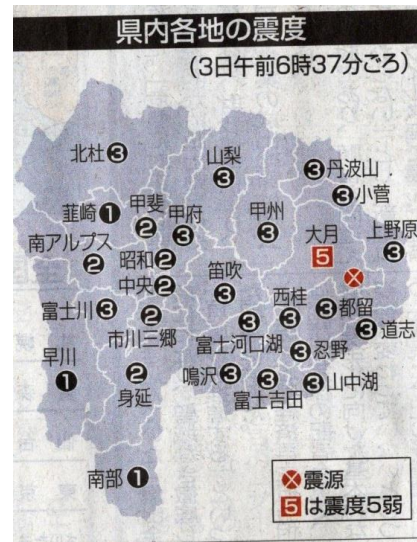 県内各地の震度
(3日午前6時37分ごろ)
北杜 3
山梨 3
3 丹波山
3 小菅
韮崎 1
甲斐 2
甲府 3
甲州 3
大月 5
上野原 3
南アルプス 2
昭和 2
中央 2
笛吹 3
西桂 3
都留 3
道志 3
富士川 3
市川三郷 2
富士河口湖 3
忍野 3
早川 1
身延 2
鳴沢 3
富士吉田 3
山中湖 3
南部 1
震源
5は震度5弱